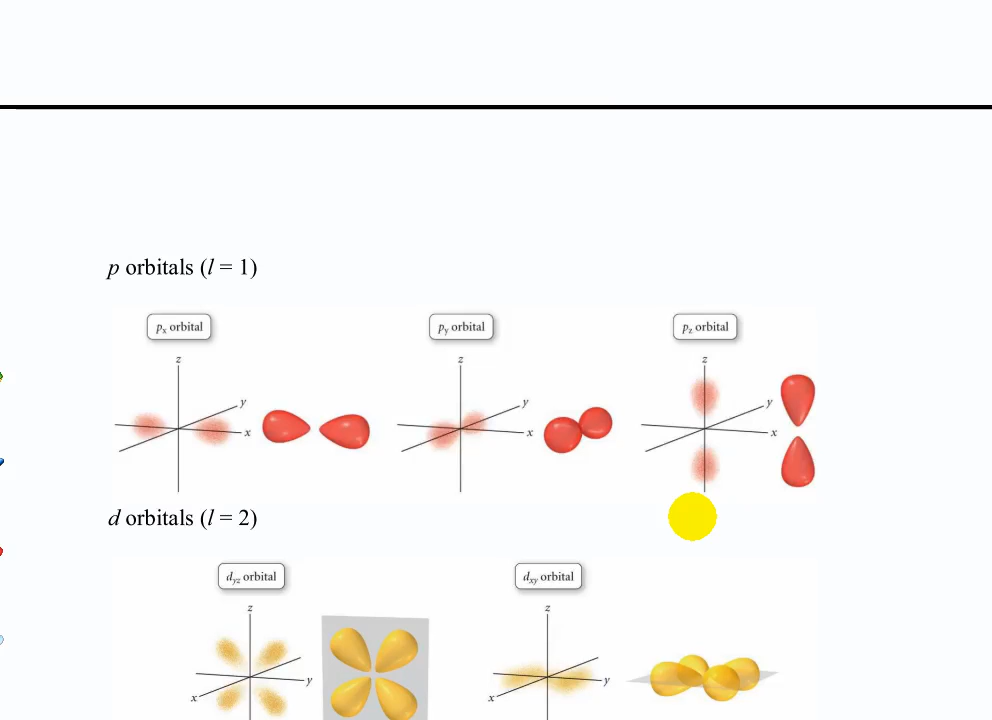 p orbitals (l = 1)
px orbital
py orbital
pz orbital
z
y
x
z
y
x
z
y
x
d orbitals (l = 2)
dyz orbital
dxy orbital
z
y
x
z
y
x